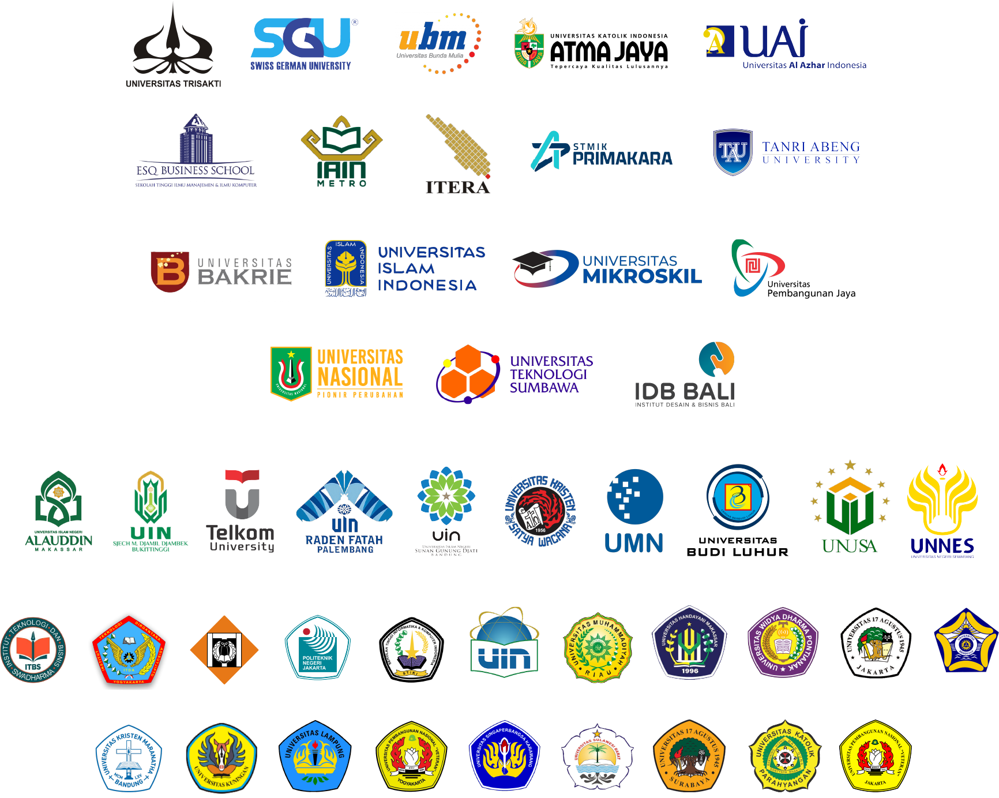 UNIVERSITAS TRISAKTI
SGU®
SWISS GERMAN UNIVERSITY
ubm
Universitas Bunda Mulia
UNIVERSITAS KATOLIK INDONESIA
ATMA JAYA
Tepercaya Kualitas Lulusannya
ATMA JAYA
A
UAI
Universitas Al Azhar Indonesia
ESQ BUSINESS SCHOOL
SEKOLAH TINGGI ILMU MANAJEMEN & ILMU KOMPUTER
IAIN
METRO
ITERA
STMIK
PRIMAKARA
TAU
TANRI ABENG
UNIVERSITY
B
UNIVERSITAS
BAKRIE
UNIVERSITAS ISLAM INDONESIA
UNIVERSITAS
ISLAM
INDONESIA
UNIVERSITAS
MIKROSKIL
Universitas
Pembangunan Jaya
UNIVERSITAS NASIONAL
UNIVERSITAS
NASIONAL
PIONIR PERUBAHAN
UNIVERSITAS
TEKNOLOGI
SUMBAWA
IDB BALI
INSTITUT DESAIN & BISNIS BALI
UNIVERSITAS ISLAM NEGERI
ALAUDDIN
MAKASSAR
UIN
SJECH M. DJAMIL DJAMBEK
BUKITTINGGI
Telkom
University
uin
RADEN FATAH
PALEMBANG
uin
UNIVERSITAS ISLAM NEGERI
SUNAN GUNUNG DJATI
BANDUNG
UNIVERSITAS KRISTEN
SATYA WACANA
1956
UMN
UNIVERSITAS
BUDI LUHUR
UNUSA
UNNES
UNIVERSITAS NEGERI SEMARANG
INSTITUT TEKNOLOGI DAN BISNIS
SWADHARMA
ITBS
INSTITUT TEKNOLOGI DIRGANTARA ADISUTJIPTO
ITDA
YOGYAKARTA
POLITEKNIK
NEGERI
JAKARTA
SEKOLAH TINGGI INFORMATIKA & KOMPUTER INDONESIA
STIKI
uin
UNIVERSITAS MUHAMMADIYAH
RIAU
UNIVERSITAS HANDAYANI MAKASSAR
1996
UNIVERSITAS WIDYA DHARMA PONTIANAK
UNIVERSITAS 17 AGUSTUS 1945
JAKARTA
UNIVERSITAS
BENGKULU
UNIVERSITAS KRISTEN MARANATHA
MCM LXV
BANDUNG
UNIVERSITAS KUNINGAN
UNIVERSITAS LAMPUNG
UNIVERSITAS PEMBANGUNAN NASIONAL "VETERAN"
YOGYAKARTA
UNIVERSITAS SINGAPERBANGSA KARAWANG
UNIVERSITAS SULAWESI BARAT
UNIVERSITAS 17 AGUSTUS 1945
SURABAYA
UNIVERSITAS KATOLIK
PARAHYANGAN
UNIVERSITAS PEMBANGUNAN NASIONAL "VETERAN"
JAKARTA